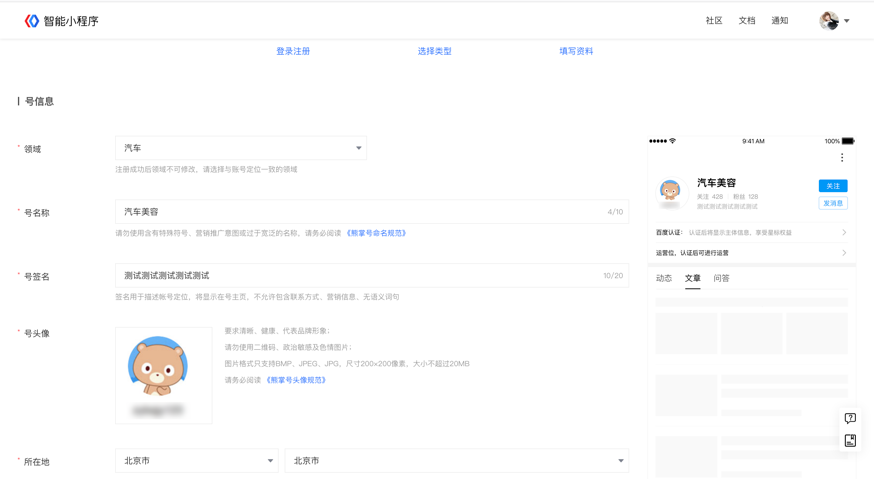 智能小程序
社区 文档 通知
登录注册 选择类型 填写资料
号信息
* 领域
汽车
注册成功后领域不可修改，请选择与账号定位一致的领域
* 号名称
汽车美容 4/10
请勿使用含有特殊符号、营销推广意图或过于宽泛的名称，请务必阅读 《熊掌号命名规范》
* 号签名
测试测试测试测试测试 10/20
签名用于描述帐号定位，将显示在号主页，不允许包含联系方式、营销信息、无语义词句
* 号头像
要求清晰、健康、代表品牌形象；
请勿使用二维码、政治敏感及色情图片；
图片格式只支持BMP、JPEG、JPG，尺寸200×200像素，大小不超过20MB
请务必阅读 《熊掌号头像规范》
* 所在地
北京市 北京市
9:41 AM 100%
汽车美容
关注
关注 428 粉丝 128
测试测试测试测试测试
发消息
百度认证： 认证后将显示主体信息，享受星标权益
运营位，认证后可进行运营
动态 文章 问答